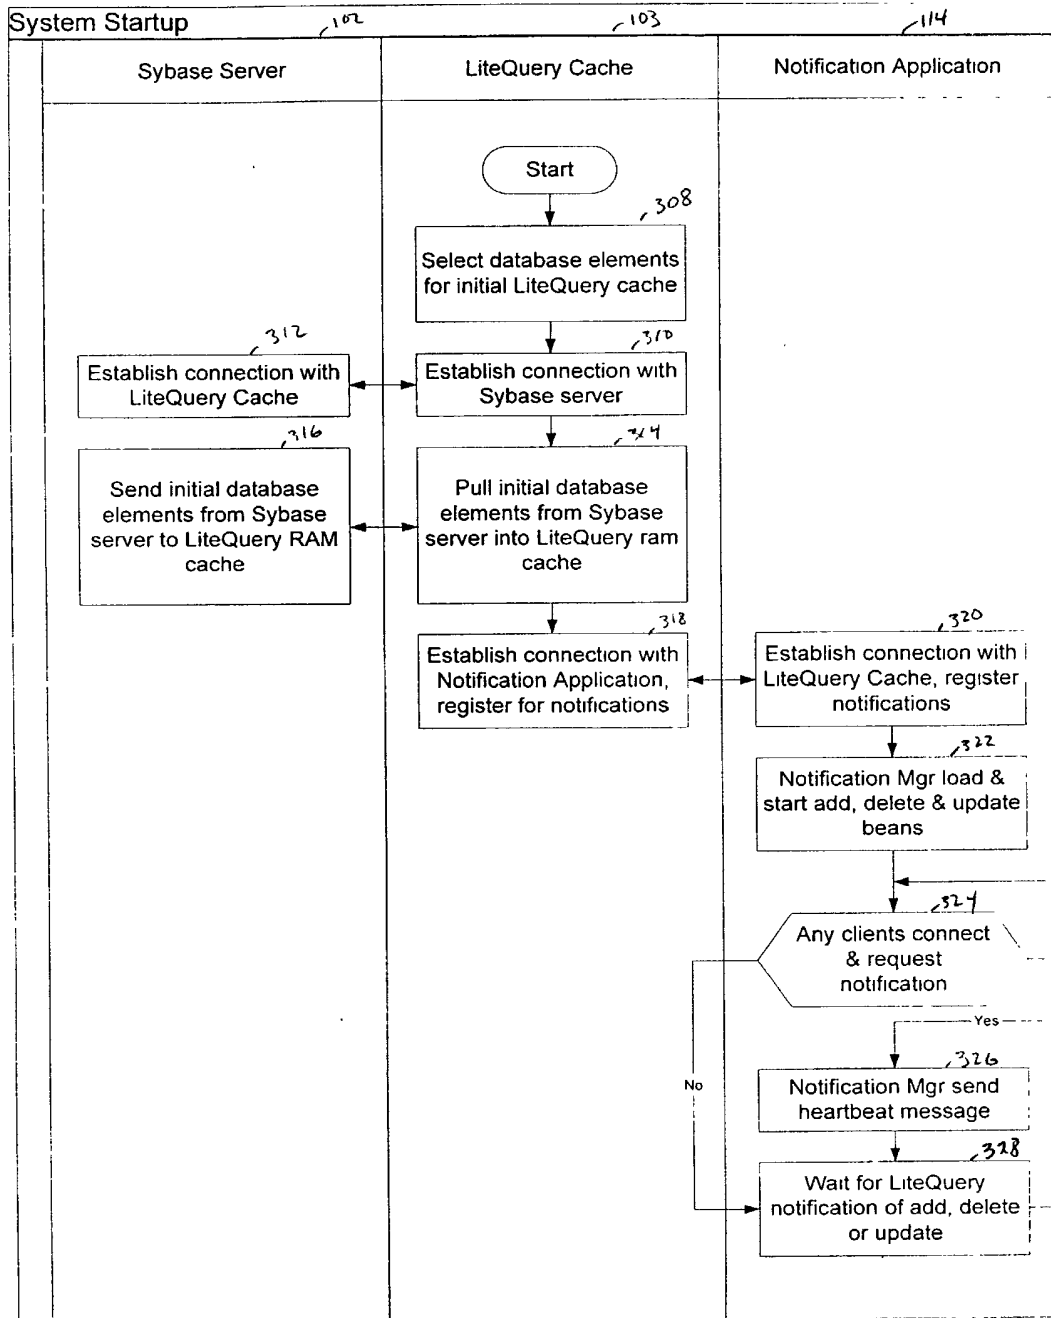 System Startup
102
103
114
Sybase Server
LiteQuery Cache
Notification Application
Start
308
Select database elements
for initial LiteQuery cache
312
310
Establish connection with
LiteQuery Cache
Establish connection with
Sybase server
316
314
Send initial database
elements from Sybase
server to LiteQuery RAM
cache
Pull initial database
elements from Sybase
server into LiteQuery ram
cache
318
320
Establish connection with
Notification Application,
register for notifications
Establish connection with
LiteQuery Cache, register
notifications
322
Notification Mgr load &
start add, delete & update
beans
324
Any clients connect
& request
notification
Yes
326
No
Notification Mgr send
heartbeat message
328
Wait for LiteQuery
notification of add, delete
or update